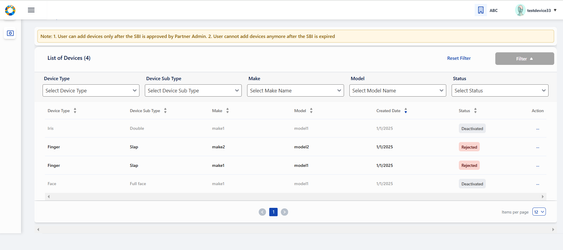 ABC
testdevice33
Note: 1. User can add devices only after the SBI is approved by Partner Admin. 2. User cannot add devices anymore after the SBI is expired
List of Devices (4)
Reset Filter
Filter
Device Type Device Sub Type Make Model Status
Select Device Type Select Device Sub Type Select Make Name Select Model Name Select Status
Device Type Device Sub Type Make Model Created Date Status Action
Iris Double make1 model1 1/1/2025 Deactivated ...
Finger Slap make2 model2 1/1/2025 Rejected ...
Finger Slap make1 model1 1/1/2025 Rejected ...
Face Full face make1 model1 1/1/2025 Deactivated ...
1
Items per page